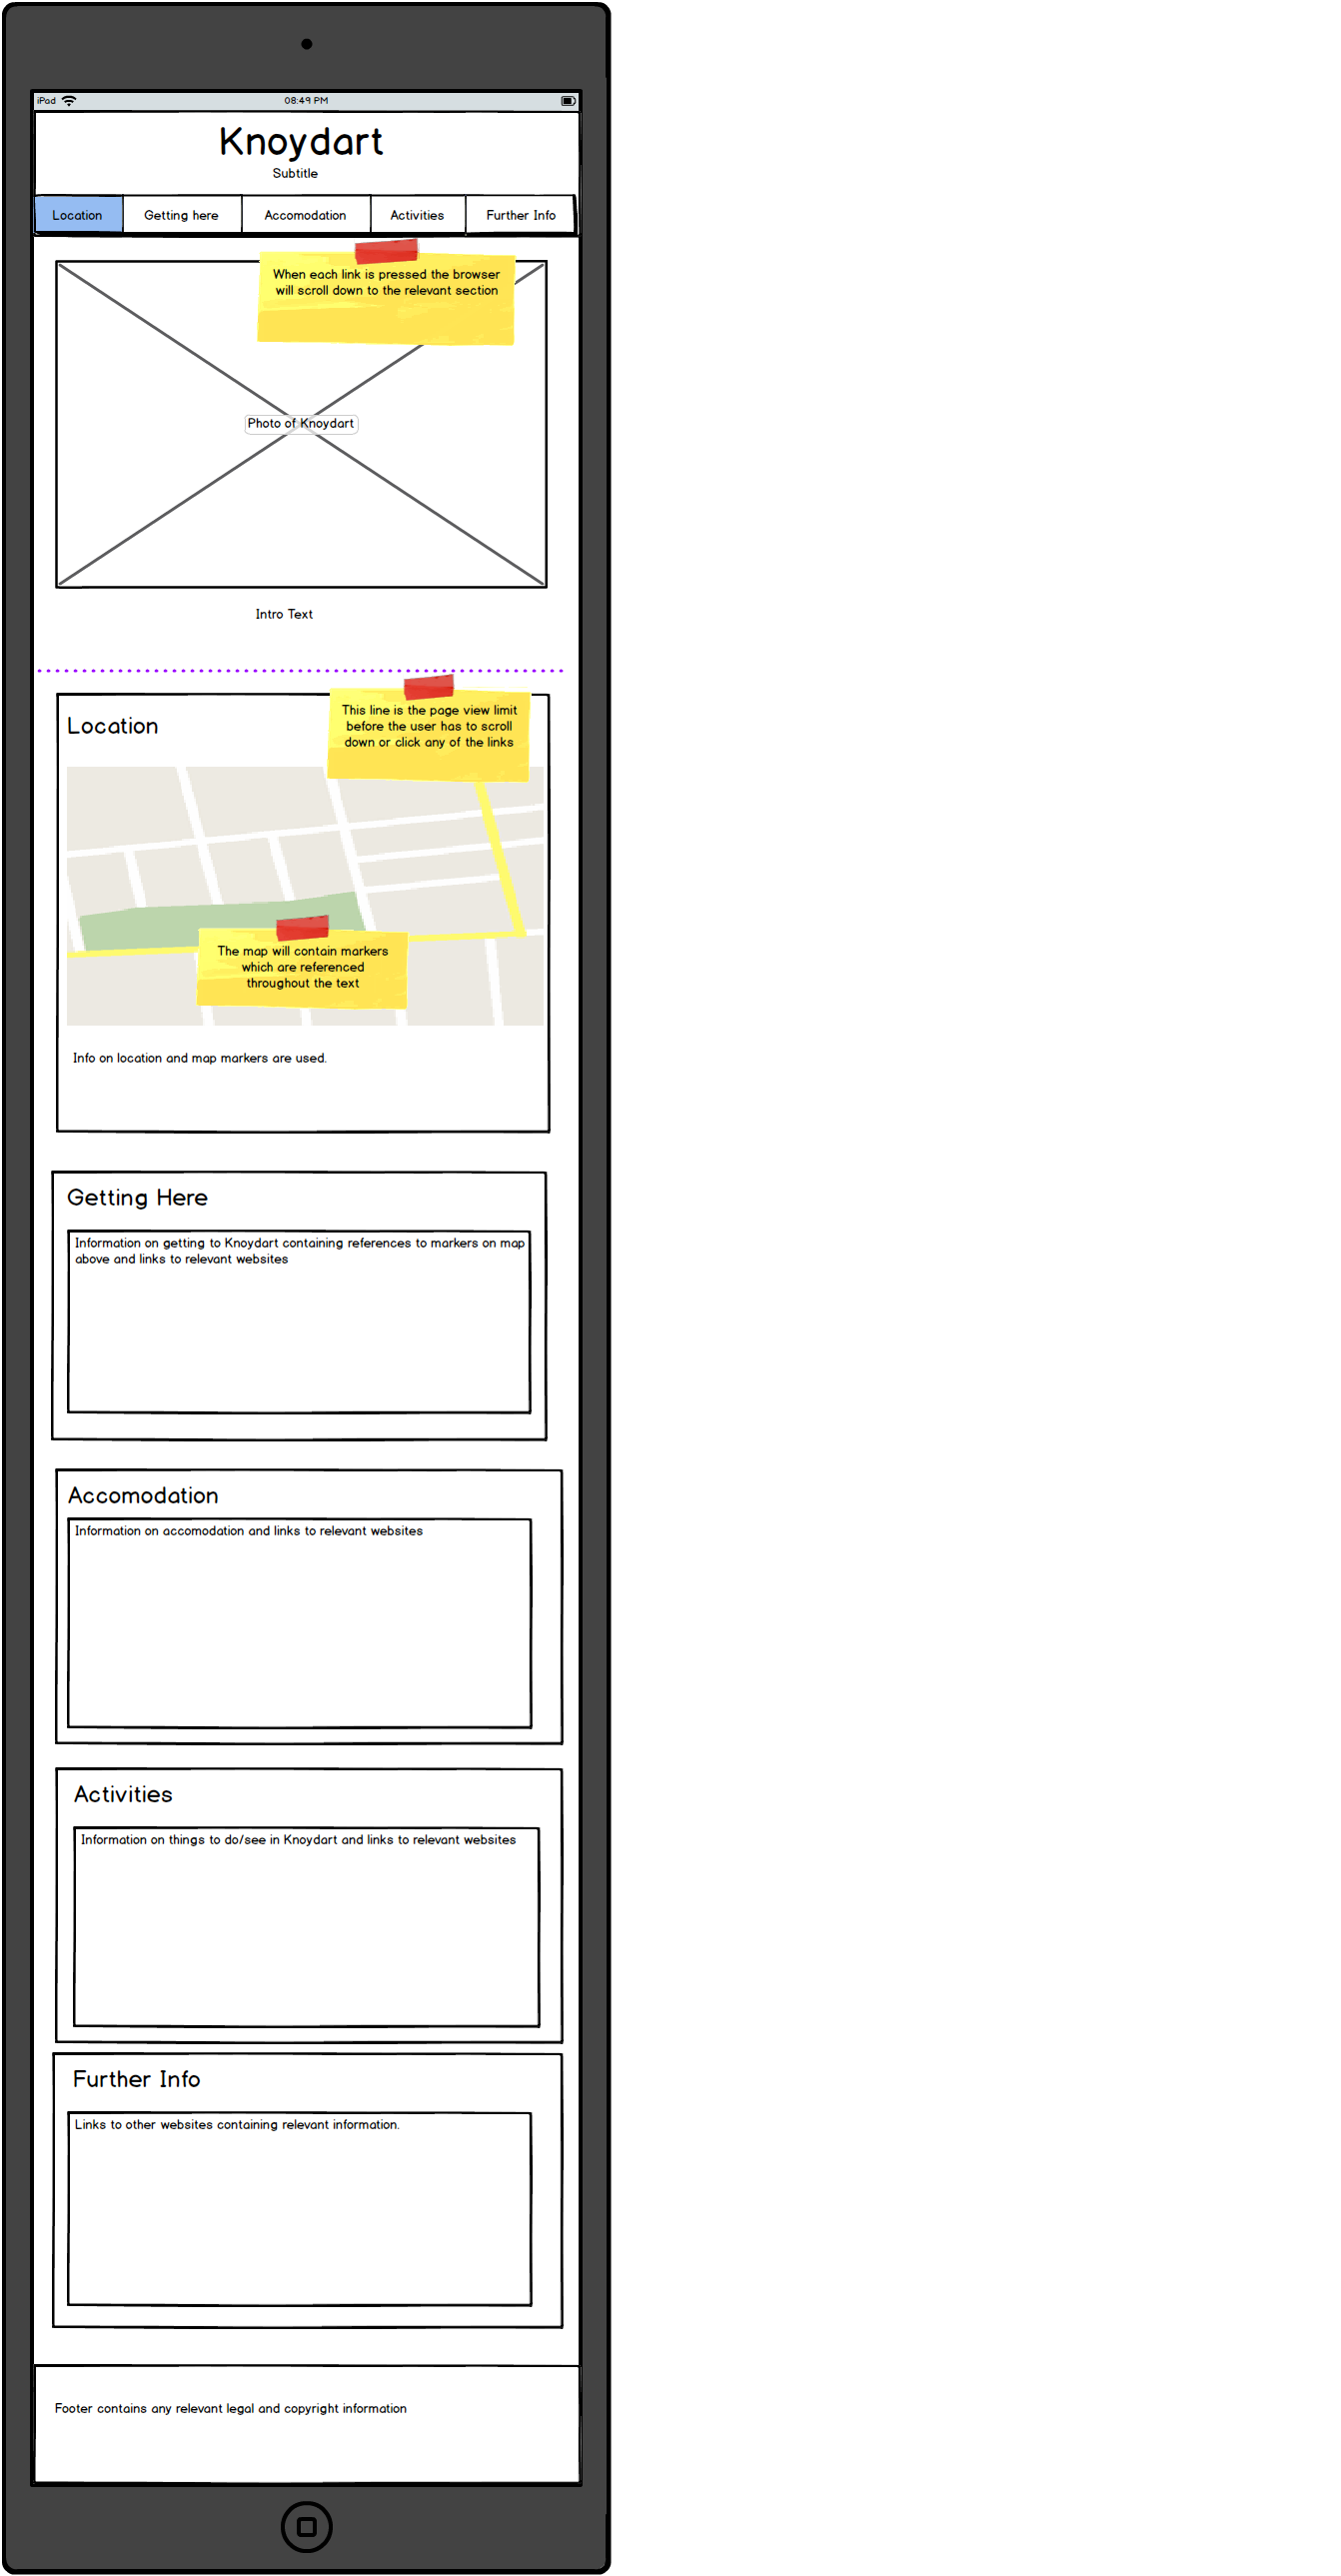 iPad
08:49 PM
Knoydart
Subtitle
Location
Getting here
Accomodation
Activities
Further Info
When each link is pressed the browser
will scroll down to the relevant section
Photo of Knoydart
Intro Text
This line is the page view limit
before the user has to scroll
down or click any of the links
Location
The map will contain markers
which are referenced
throughout the text
Info on location and map markers are used.
Getting Here
Information on getting to Knoydart containing references to markers on map
above and links to relevant websites
Accomodation
Information on accomodation and links to relevant websites
Activities
Information on things to do/see in Knoydart and links to relevant websites
Further Info
Links to other websites containing relevant information.
Footer contains any relevant legal and copyright information